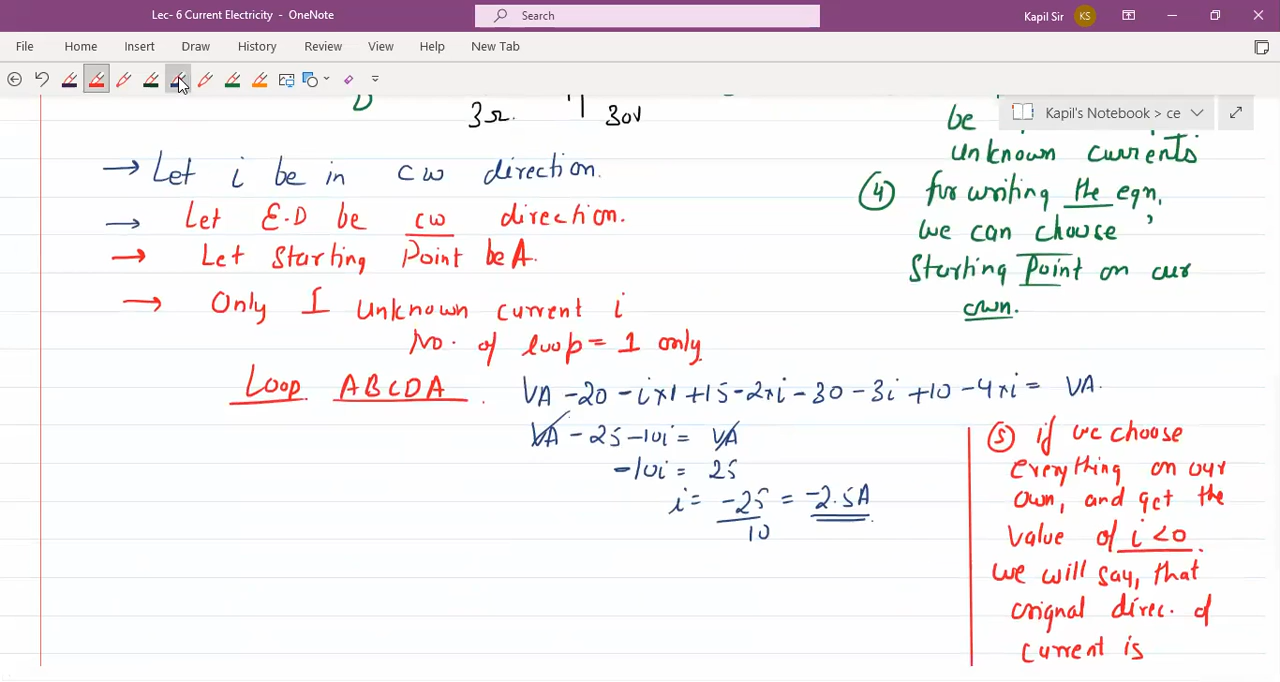 Lec- 6 Current Electricity - OneNote
Search
Kapil Sir
KS
File Home Insert Draw History Review View Help New Tab
Kapil's Notebook > ce
D
3Ω.
30V
be
unknown currents
→ Let i be in cw direction.
→ Let E.D be cw direction.
→ Let Starting Point be A.
→ Only 1 unknown current i
No. of loop = 1 only
④ for writing the eqn,
we can choose
Starting Point on our
own.
Loop ABCDA.
VA -20 - i×1 +15 -2×i -30 -3i +10 -4×i = VA.
VA -25 -10i = VA
-10i = 25
i = -25/10 = -2.5A
⑤ if we choose
everything on our
own, and get the
value of i <0.
we will say, that
orignal direc. of
current is